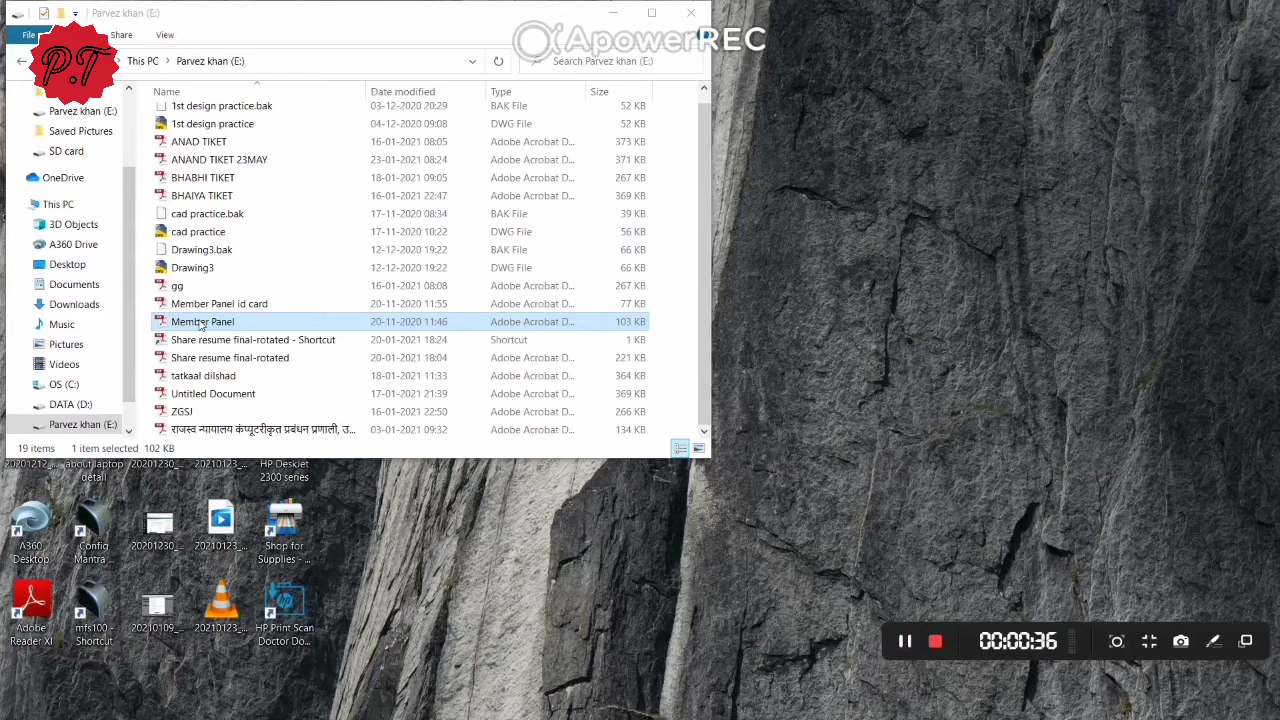 Parvez khan (E:)
File Share View
P.T
ApowerREC
This PC > Parvez khan (E:)
Search Parvez khan (E:)
Name Date modified Type Size
1st design practice.bak 03-12-2020 20:29 BAK File 52 KB
1st design practice 04-12-2020 09:08 DWG File 52 KB
ANAD TIKET 16-01-2021 08:05 Adobe Acrobat D... 373 KB
ANAND TIKET 23MAY 23-01-2021 08:24 Adobe Acrobat D... 371 KB
BHABHI TIKET 18-01-2021 09:05 Adobe Acrobat D... 267 KB
BHAIYA TIKET 16-01-2021 22:47 Adobe Acrobat D... 369 KB
cad practice.bak 17-11-2020 08:34 BAK File 39 KB
cad practice 17-11-2020 10:22 DWG File 56 KB
Drawing3.bak 12-12-2020 19:22 BAK File 66 KB
Drawing3 12-12-2020 19:22 DWG File 66 KB
gg 16-01-2021 08:08 Adobe Acrobat D... 267 KB
Member Panel id card 20-11-2020 11:55 Adobe Acrobat D... 77 KB
Member Panel 20-11-2020 11:46 Adobe Acrobat D... 103 KB
Share resume final-rotated - Shortcut 20-01-2021 18:24 Shortcut 1 KB
Share resume final-rotated 20-01-2021 18:04 Adobe Acrobat D... 221 KB
tatkaal dilshad 18-01-2021 11:33 Adobe Acrobat D... 364 KB
Untitled Document 17-01-2021 21:39 Adobe Acrobat D... 369 KB
ZGSJ 16-01-2021 22:50 Adobe Acrobat D... 266 KB
राजस्व न्यायालय कंप्यूटरीकृत प्रबंधन प्रणाली, उ... 03-01-2021 09:32 Adobe Acrobat D... 134 KB
Parvez khan (E:)
Saved Pictures
SD card
OneDrive
This PC
3D Objects
A360 Drive
Desktop
Documents
Downloads
Music
Pictures
Videos
OS (C:)
DATA (D:)
Parvez khan (E:)
19 items 1 item selected 102 KB
20201212_... about laptop detail 20201230_... 20210123_... HP DeskJet 2300 series
A360 Desktop
Config Mantra ...
20201230_...
20210123_...
Shop for Supplies - ...
Adobe Reader XI
mfs100 - Shortcut
20210109_...
20210123_...
HP Print Scan Doctor Do...
00:00:36